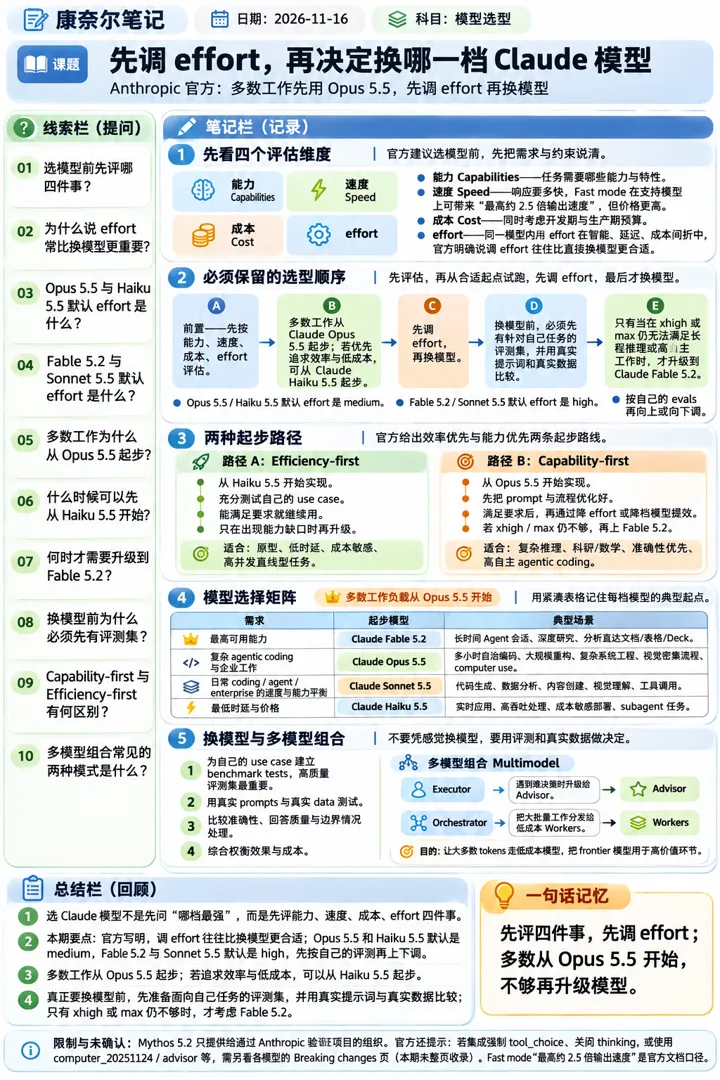 康奈尔笔记
日期：2026-11-16
科目：模型选型
课题
先调 effort，再决定换哪一档 Claude 模型
Anthropic 官方：多数工作先用 Opus 5.5，先调 effort 再换模型
线索栏（提问）
01 选模型前先评哪
四件事？
02 为什么说 effort
常比换模型更重要？
03 Opus 5.5 与 Haiku
5.5 默认 effort 是
什么？
04 Fable 5.2 与
Sonnet 5.5 默认
effort 是什么？
05 多数工作为什么
从 Opus 5.5 起步？
06 什么时候可以先
从 Haiku 5.5 开始？
07 何时才需要升级到
Fable 5.2？
08 换模型前为什么
必须先有评测集？
09 Capability-first 与
Efficiency-first
有何区别？
10 多模型组合常见的
两种模式是什么？
笔记栏（记录）
1 先看四个评估维度
官方建议选模型前，先把需求与约束说清。
能力
Capabilities
速度
Speed
成本
Cost
effort
能力 Capabilities——任务需要哪些能力与特性。
速度 Speed——响应要多快，Fast mode 在支持模型
上可带来“最高约 2.5 倍输出速度”，但价格更高。
成本 Cost——同时考虑开发期与生产期预算。
effort——同一模型内用 effort 在智能、延迟、成本间折中，
官方明确说调 effort 往往比直接换模型更合适。
2 必须保留的选型顺序
先评估，再从合适起点试跑，先调 effort，最后才换模型。
A
前置——先按
能力、速度、
成本、effort
评估。
B
多数工作从
Claude Opus
5.5 起步；若优先
追求效率与低成本，
可从 Claude
Haiku 5.5 起步。
C
先调
effort，
再换模型。
D
换模型前，必须先
有针对自己任务的
评测集，并用真实
提示词和真实数据
比较。
E
只有当在 xhigh 或
max 仍无法满足长
程推理或高主
工作时，才升级到
Claude Fable 5.2。
Opus 5.5 / Haiku 5.5 默认 effort 是 medium。
Fable 5.2 / Sonnet 5.5 默认 effort 是 high。
按自己的 evals
再向上或向下调。
3 两种起步路径
官方给出效率优先与能力优先两条起步路线。
路径 A：Efficiency-first
从 Haiku 5.5 开始实现。
充分测试自己的 use case。
能满足要求就继续用。
只在出现能力缺口时再升级。
适合：原型、低时延、成本敏感、
高并发直线型任务。
路径 B：Capability-first
从 Opus 5.5 开始实现。
先把 prompt 与流程优化好。
满足要求后，再通过降 effort 或降档模型提效。
若 xhigh / max 仍不够，再上 Fable 5.2。
适合：复杂推理、科研/数学、准确性优先、
高自主 agentic coding。
4 模型选择矩阵
多数工作负载从 Opus 5.5 开始
用紧凑表格记住每档模型的典型起点。
需求 起步模型 典型场景
最高可用能力 Claude Fable 5.2 长时间 Agent 会话、深度研究、分析直达文档/表格/Deck。
复杂 agentic coding
与企业工作
Claude Opus 5.5
多小时自治编码、大规模重构、复杂系统工程、视觉密集流程、
computer use。
日常 coding / agent /
enterprise 的速度与能力平衡
Claude Sonnet 5.5
代码生成、数据分析、内容创建、视觉理解、工具调用。
最低时延与价格 Claude Haiku 5.5 实时应用、高吞吐处理、成本敏感部署、subagent 任务。
5 换模型与多模型组合
不要凭感觉换模型，要用评测和真实数据做决定。
1 为自己的 use case 建立
benchmark tests，高质量
评测集最重要。
2 用真实 prompts 与真实 data 测试。
3 比较准确性、回答质量与边界情况
处理。
4 综合权衡效果与成本。
多模型组合 Multimodel
Executor
遇到难决策时升级给
Advisor。
Advisor
Orchestrator
把大批量工作分发给
低成本 Workers。
Workers
目的：让大多数 tokens 走低成本模型，把 frontier 模型用于高价值环节。
总结栏（回顾）
1 选 Claude 模型不是先问“哪档最强”，而是先评能力、速度、成本、effort 四件事。
2 本期要点：官方写明，调 effort 往往比换模型更合适；Opus 5.5 和 Haiku 5.5 默认是
medium，Fable 5.2 与 Sonnet 5.5 默认是 high，先按自己的评测再上下调。
3 多数工作从 Opus 5.5 起步；若追求效率与低成本，可以从 Haiku 5.5 起步。
4 真正要换模型前，先准备面向自己任务的评测集，并用真实提示词与真实数据比较；
只有 xhigh 或 max 仍不够时，才考虑 Fable 5.2。
一句话记忆
先评四件事，先调 effort；
多数从 Opus 5.5 开始，
不够再升级模型。
限制与未确认：Mythos 5.2 只提供给通过 Anthropic 验项目的组织。官方还提示：若集成强制 tool_choice、关 thinking，或使用
computer_20251124 / advisor 等，需另看各模型的 Breaking changes 页（本期未整页收录）。Fast mode“最高约 2.5 倍输出速度”是官方文档口径。